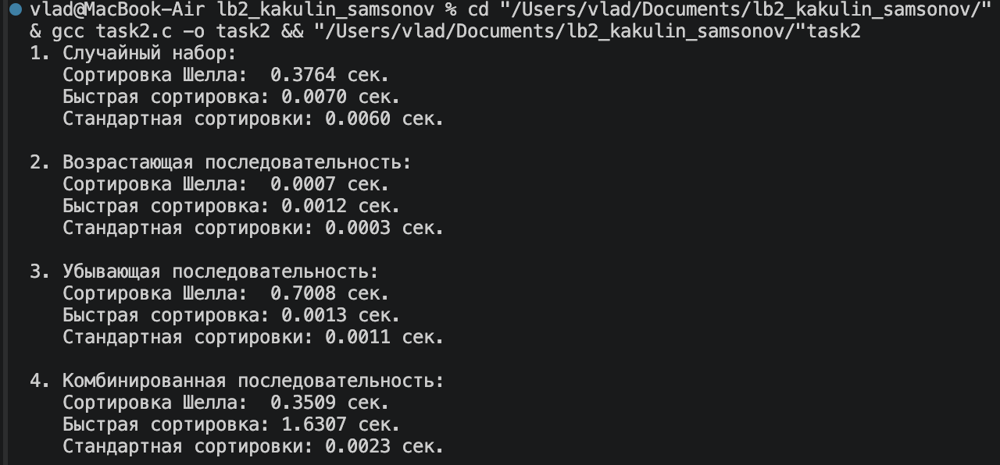 vlad@MacBook-Air lb2_kakulin_samsonov % cd "/Users/vlad/Documents/lb2_kakulin_samsonov/"
& gcc task2.c -o task2 && "/Users/vlad/Documents/lb2_kakulin_samsonov/"task2
1. Случайный набор:
Сортировка Шелла:  0.3764 сек.
Быстрая сортировка: 0.0070 сек.
Стандартная сортировки: 0.0060 сек.
2. Возрастающая последовательность:
Сортировка Шелла:  0.0007 сек.
Быстрая сортировка: 0.0012 сек.
Стандартная сортировки: 0.0003 сек.
3. Убывающая последовательность:
Сортировка Шелла:  0.7008 сек.
Быстрая сортировка: 0.0013 сек.
Стандартная сортировки: 0.0011 сек.
4. Комбинированная последовательность:
Сортировка Шелла:  0.3509 сек.
Быстрая сортировка: 1.6307 сек.
Стандартная сортировки: 0.0023 сек.